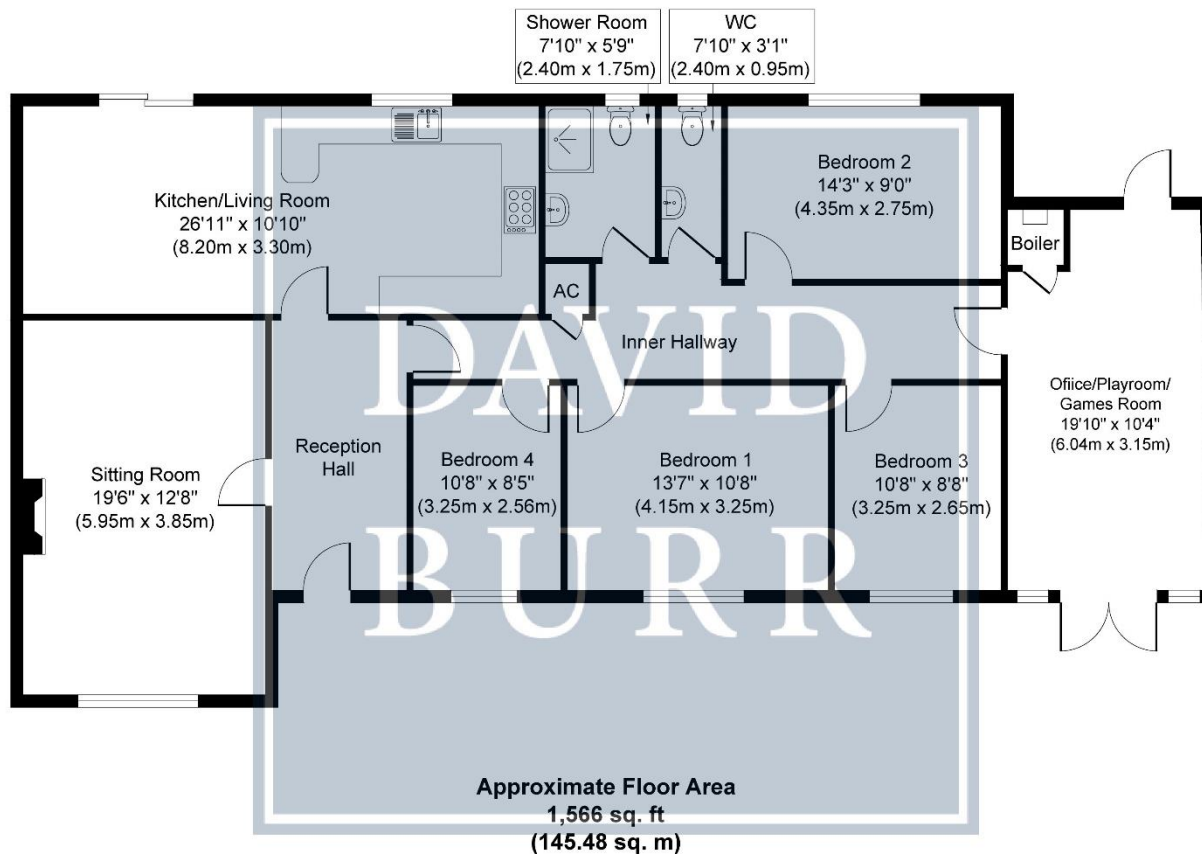 Shower Room
7'10" x 5'9"
(2.40m x 1.75m)
WC
7'10" x 3'1"
(2.40m x 0.95m)
Kitchen/Living Room
26'11" x 10'10"
(8.20m x 3.30m)
Bedroom 2
14'3" x 9'0"
(4.35m x 2.75m)
Boiler
AC
Inner Hallway
DAVID
BURR
Ofiice/Playroom/
Games Room
19'10" x 10'4"
(6.04m x 3.15m)
Reception
Hall
Sitting Room
19'6" x 12'8"
(5.95m x 3.85m)
Bedroom 4
10'8" x 8'5"
(3.25m x 2.56m)
Bedroom 1
13'7" x 10'8"
(4.15m x 3.25m)
Bedroom 3
10'8" x 8'8"
(3.25m x 2.65m)
Approximate Floor Area
1,566 sq. ft
(145.48 sq. m)